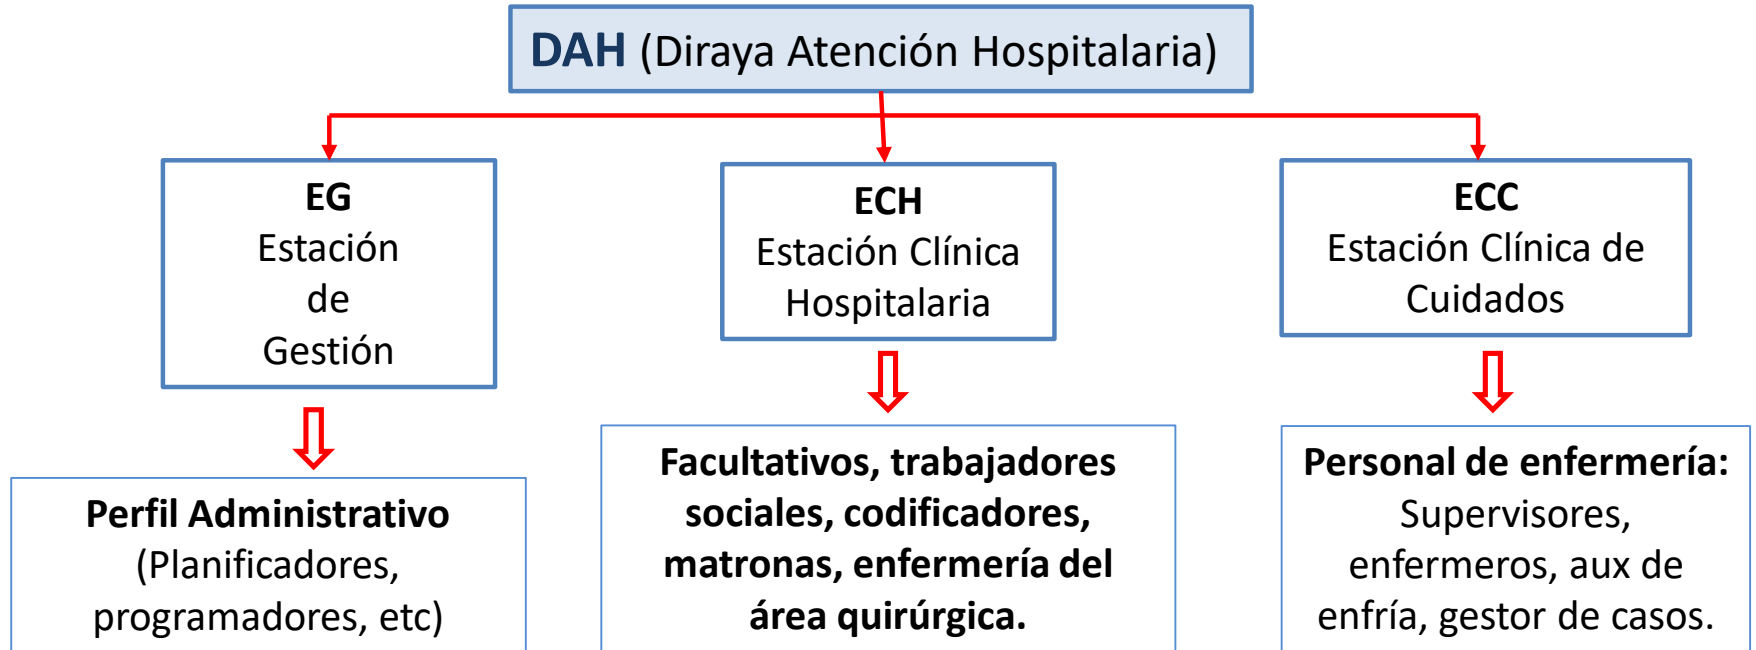 DAH (Diraya Atención Hospitalaria)
EG
Estación
de
Gestión
ECH
Estación Clínica
Hospitalaria
ECC
Estación Clínica de
Cuidados
Perfil Administrativo
(Planificadores,
programadores, etc)
Facultativos, trabajadores
sociales, codificadores,
matronas, enfermería del
área quirúrgica.
Personal de enfermería:
Supervisores,
enfermeros, aux de
enfría, gestor de casos.